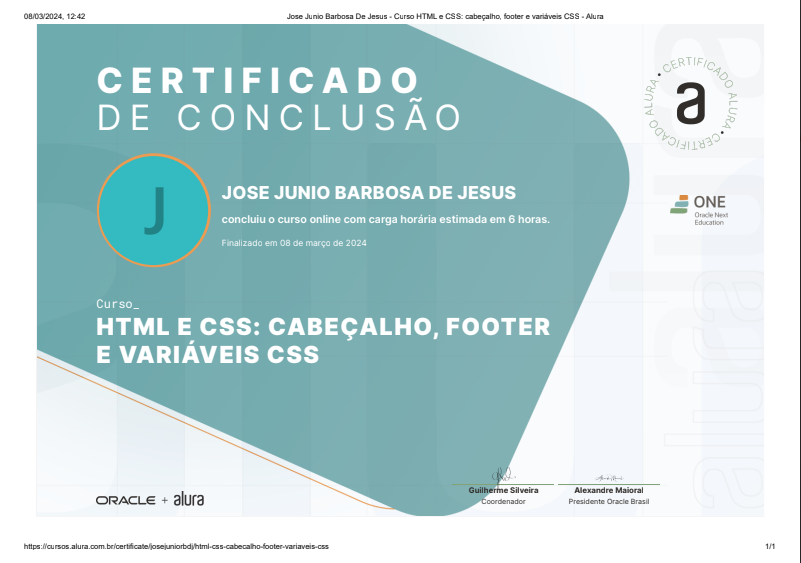 08/03/2024, 12:42
Jose Junio Barbosa De Jesus - Curso HTML e CSS: cabeçalho, footer e variáveis CSS - Alura
CERTIFICADO
DE CONCLUSÃO
CERTIFICADO ALURA • CERTIFICADO ALURA •
a
J
JOSE JUNIO BARBOSA DE JESUS
concluiu o curso online com carga horária estimada em 6 horas.
Finalizado em 08 de março de 2024
ONE
Oracle Next
Education
Curso_
HTML E CSS: CABEÇALHO, FOOTER
E VARIÁVEIS CSS
alura
Guilherme Silveira
Coordenador
Alexandre Maioral
Presidente Oracle Brasil
ORACLE + alura
https://cursos.alura.com.br/certificate/josejuniorbdj/html-css-cabecalho-footer-variaveis-css
1/1